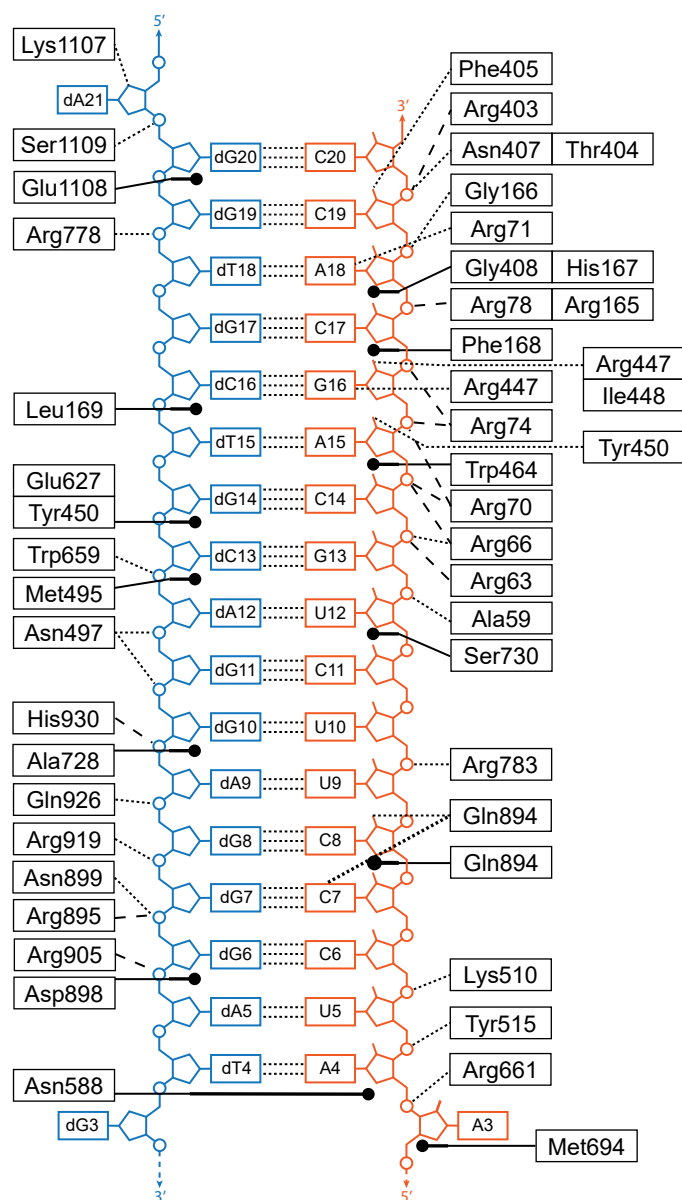 5′
Lys1107
dA21
Phe405
3′
Arg403
Ser1109
dG20
C20
Asn407
Thr404
Glu1108
Gly166
dG19
C19
Arg778
Arg71
dT18
A18
Gly408
His167
Arg78
Arg165
dG17
C17
Phe168
Arg447
dC16
G16
Arg447
Ile448
Leu169
Arg74
dT15
A15
Tyr450
Trp464
Glu627
dG14
C14
Arg70
Tyr450
Arg66
Trp659
dC13
G13
Arg63
Met495
dA12
U12
Ala59
Asn497
Ser730
dG11
C11
His930
dG10
U10
Ala728
Arg783
dA9
U9
Gln926
Gln894
Arg919
dG8
C8
Gln894
Asn899
dG7
C7
Arg895
Arg905
dG6
C6
Lys510
Asp898
dA5
U5
Tyr515
dT4
A4
Arg661
Asn588
dG3
A3
Met694
3′
5′